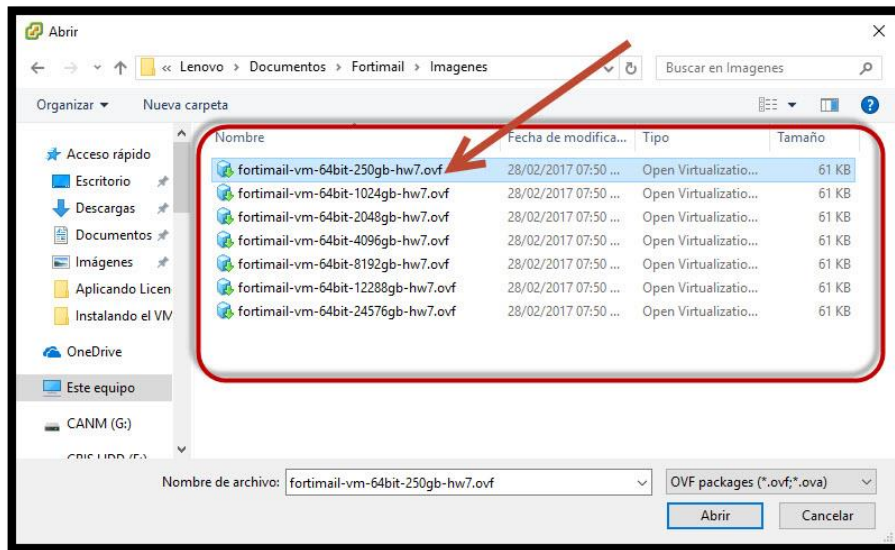 Abrir
« Lenovo > Documentos > Fortimail > Imagenes
Buscar en Imagenes
Organizar
Nueva carpeta
Nombre Fecha de modifica... Tipo Tamaño
Acceso rápido
Escritorio
Descargas
Documentos
Imágenes
Aplicando Licen
Instalando el VM
OneDrive
Este equipo
CANM (G:)
fortimail-vm-64bit-250gb-hw7.ovf 28/02/2017 07:50 ... Open Virtualizatio... 61 KB
fortimail-vm-64bit-1024gb-hw7.ovf 28/02/2017 07:50 ... Open Virtualizatio... 61 KB
fortimail-vm-64bit-2048gb-hw7.ovf 28/02/2017 07:50 ... Open Virtualizatio... 61 KB
fortimail-vm-64bit-4096gb-hw7.ovf 28/02/2017 07:50 ... Open Virtualizatio... 61 KB
fortimail-vm-64bit-8192gb-hw7.ovf 28/02/2017 07:50 ... Open Virtualizatio... 61 KB
fortimail-vm-64bit-12288gb-hw7.ovf 28/02/2017 07:50 ... Open Virtualizatio... 61 KB
fortimail-vm-64bit-24576gb-hw7.ovf 28/02/2017 07:50 ... Open Virtualizatio... 61 KB
Nombre de archivo: fortimail-vm-64bit-250gb-hw7.ovf
OVF packages (*.ovf;*.ova)
Abrir
Cancelar